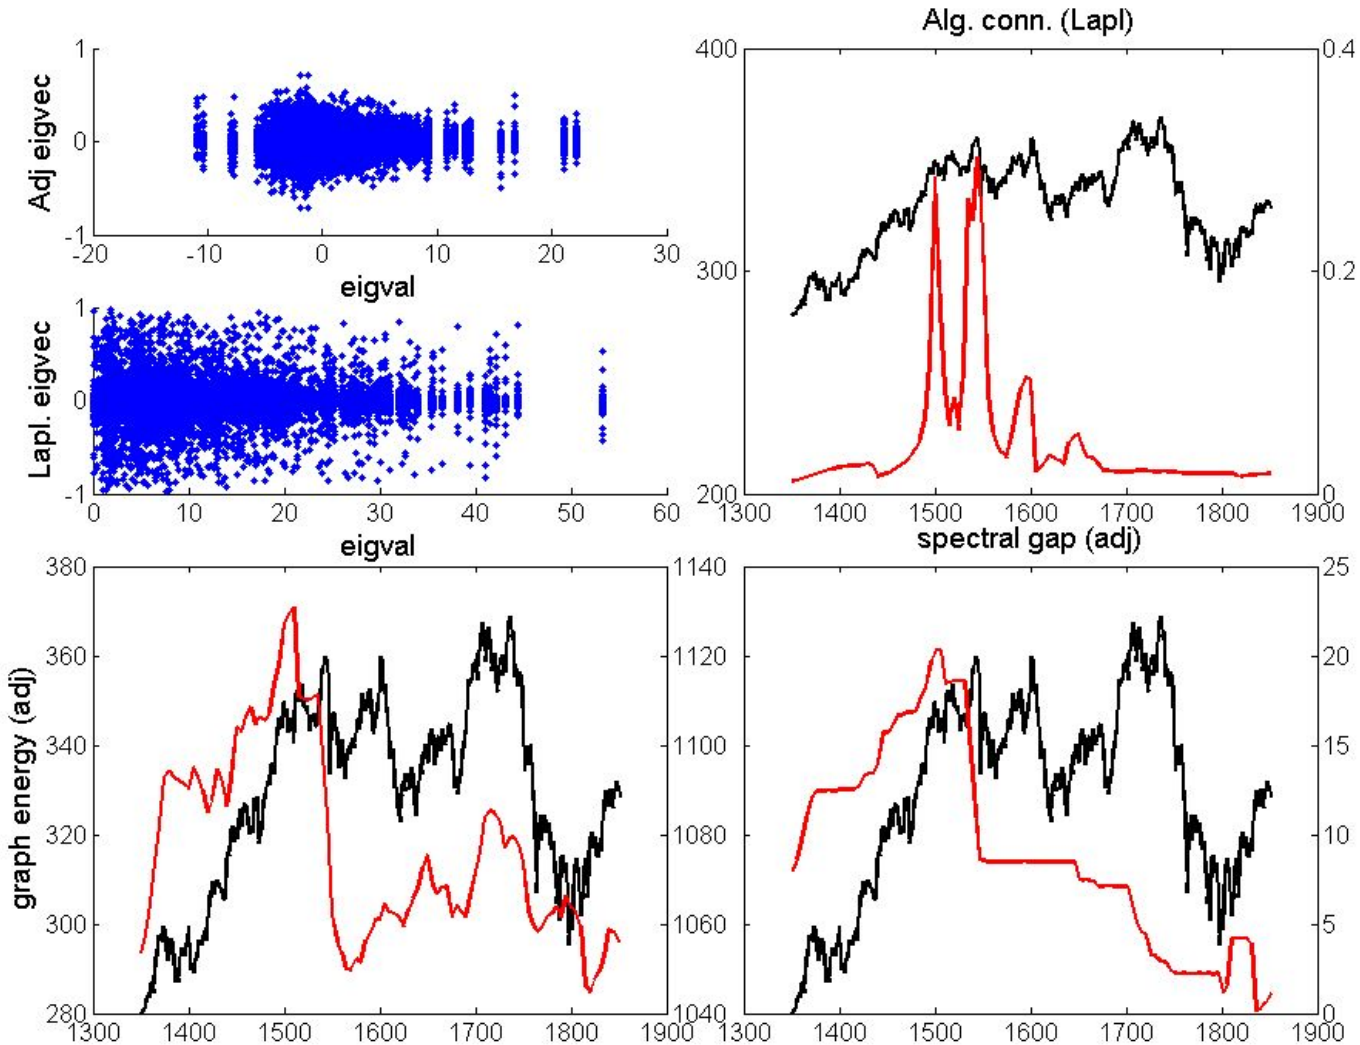 Adj eigvec
1
0
-1
-20 -10 0 10 20 30
eigval
Lapl. eigvec
1
0
-1
0 10 20 30 40 50 60
eigval
Alg. conn. (Lapl)
400
300
200
0.4
0.2
0
1300 1400 1500 1600 1700 1800 1900
graph energy (adj)
380
360
340
320
300
280
1140
1120
1100
1080
1060
1040
1300 1400 1500 1600 1700 1800 1900
spectral gap (adj)
25
20
15
10
5
0
1300 1400 1500 1600 1700 1800 1900